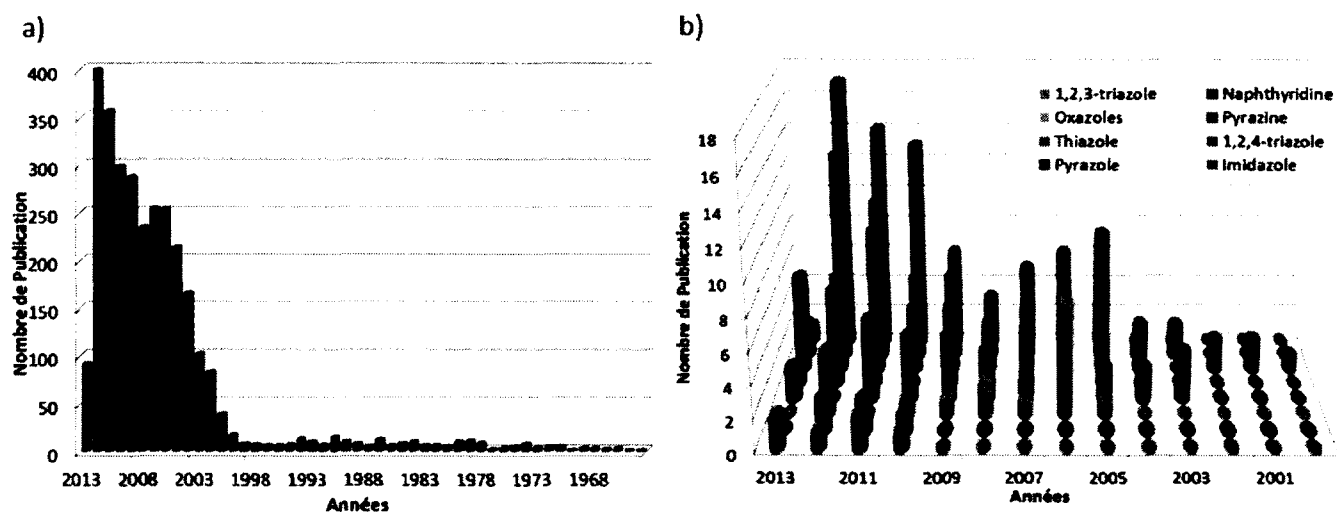 a)
Nombre de Publication
400
350
300
250
200
150
100
50
0
2013 2008 2003 1998 1993 1988 1983 1978 1973 1968
Années
b)
1,2,3-triazole Naphthyridine
Oxazoles Pyrazine
Thiazole 1,2,4-triazole
Pyrazole Imidazole
Nombre de Publication
18
16
14
12
10
8
6
4
2
0
2013 2011 2009 2007 2005 2003 2001
Années